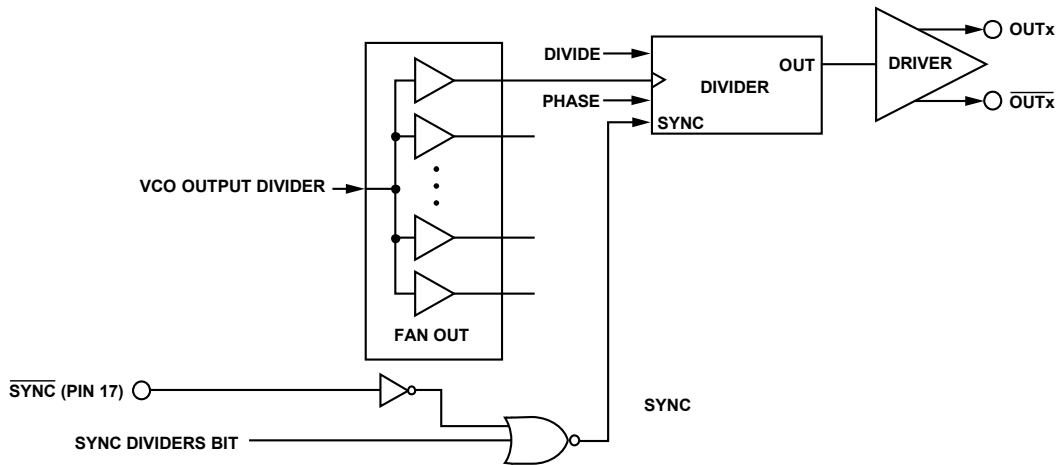 OUTx
DIVIDE
OUT
DRIVER
DIVIDER
PHASE
OUTx
SYNC
VCO OUTPUT DIVIDER
FAN OUT
SYNC (PIN 17)
SYNC
SYNC DIVIDERS BIT